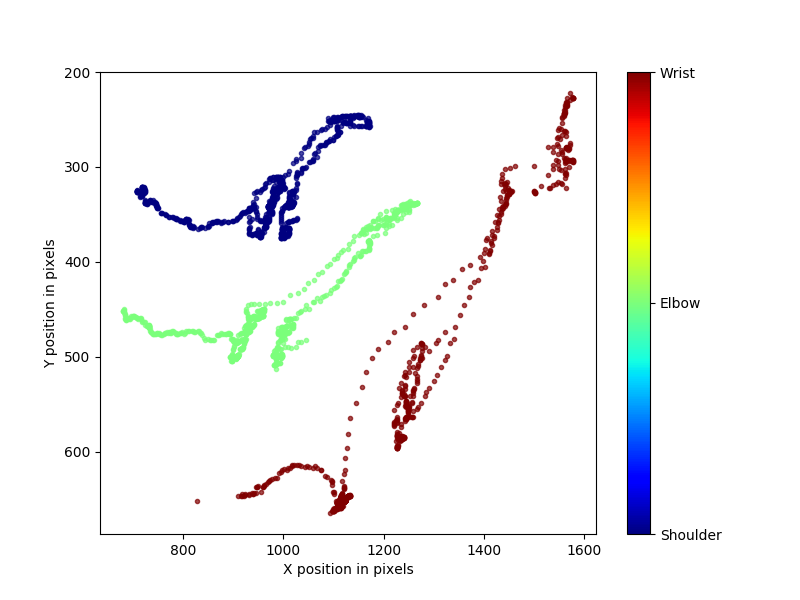 200
300
400
500
600
Y position in pixels
800
1000
1200
1400
1600
X position in pixels
Wrist
Elbow
Shoulder